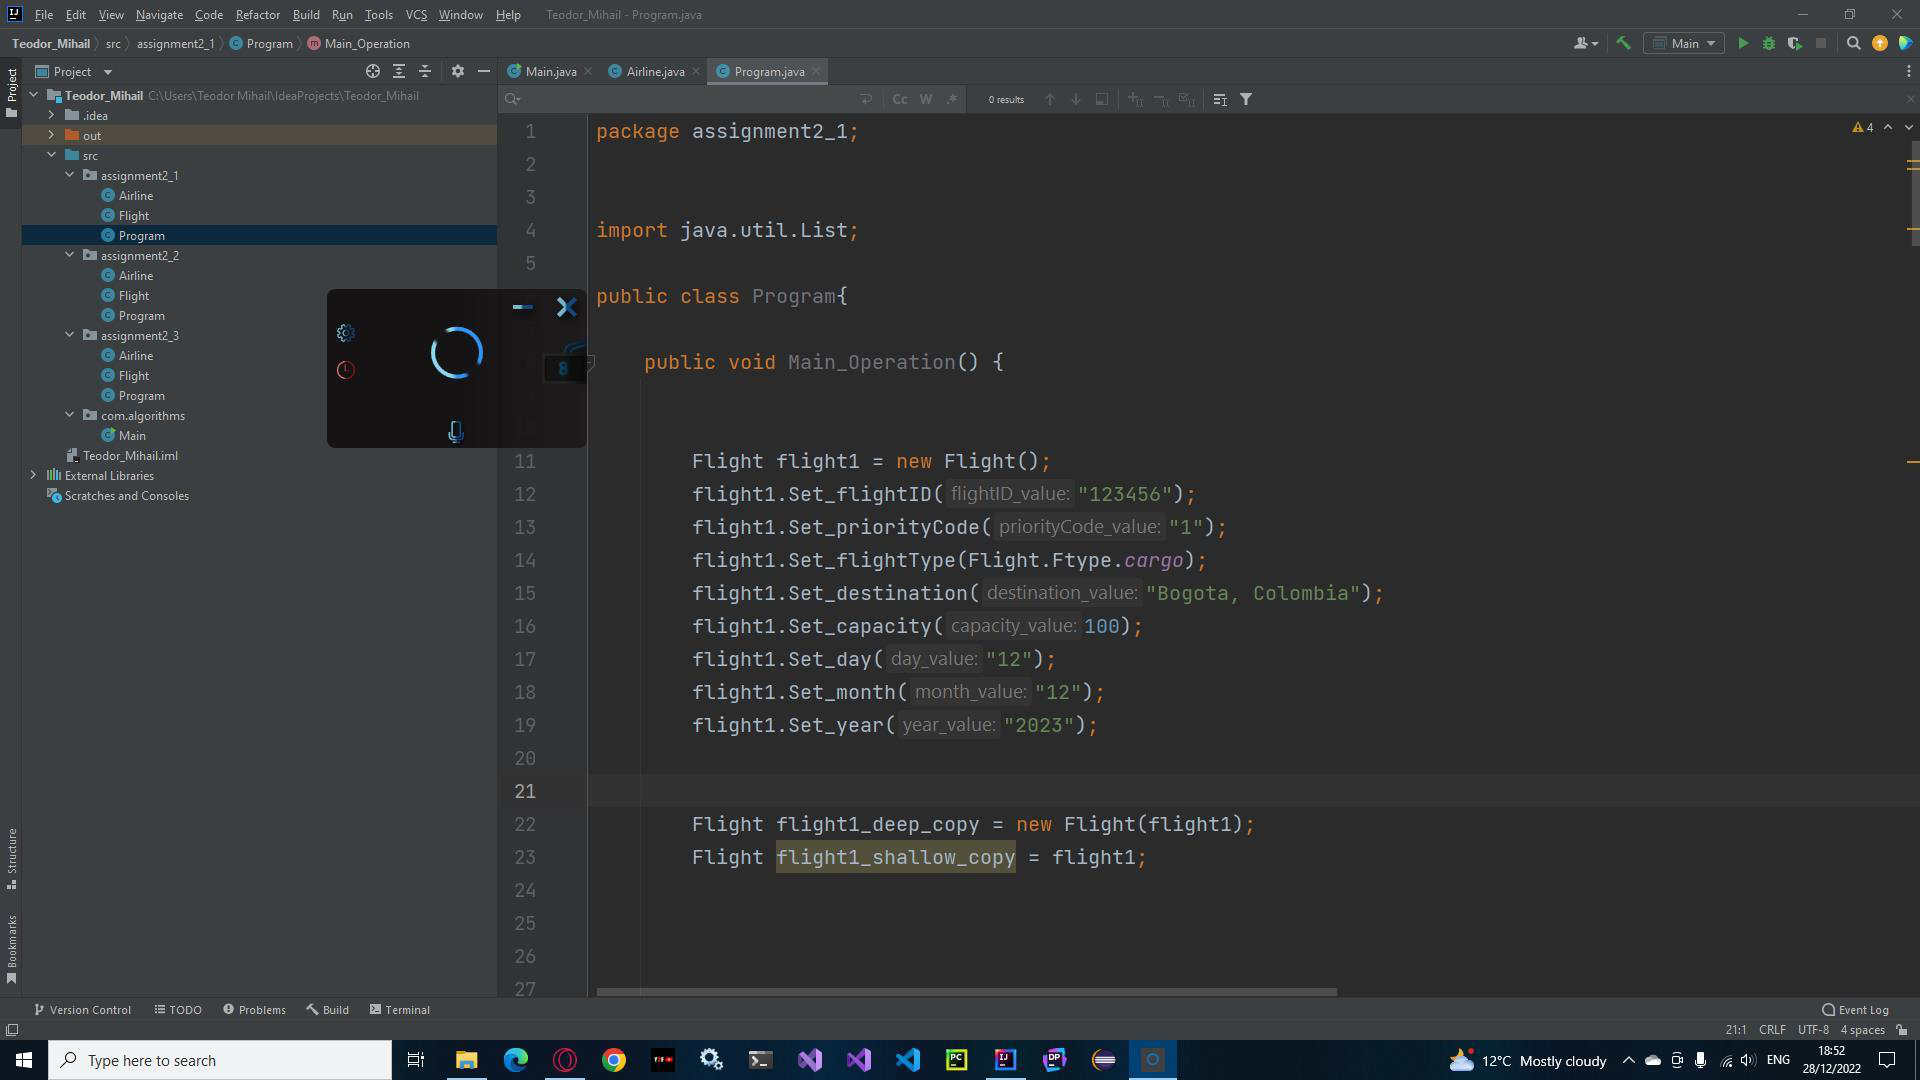 File Edit View Navigate Code Refactor Build Run Tools VCS Window Help Teodor_Mihail - Program.java
Teodor_Mihail src assignment2_1 Program Main_Operation Main
Project
Main.java Airline.java Program.java
Project
Teodor_Mihail C:\Users\Teodor Mihail\IdeaProjects\Teodor_Mihail
Cc W .* 0 results
.idea
out
src
assignment2_1
Airline
Flight
Program
assignment2_2
Airline
Flight
Program
assignment2_3
Airline
Flight
Program
com.algorithms
Main
Teodor_Mihail.iml
External Libraries
Scratches and Consoles
8
4
1 package assignment2_1;
2
3
4 import java.util.List;
5
public class Program{
public void Main_Operation() {
11 Flight flight1 = new Flight();
12 flight1.Set_flightID( flightID_value: "123456");
13 flight1.Set_priorityCode( priorityCode_value: "1");
14 flight1.Set_flightType(Flight.Ftype.cargo);
15 flight1.Set_destination( destination_value: "Bogota, Colombia");
16 flight1.Set_capacity( capacity_value: 100);
17 flight1.Set_day( day_value: "12");
18 flight1.Set_month( month_value: "12");
19 flight1.Set_year( year_value: "2023");
20
21
22 Flight flight1_deep_copy = new Flight(flight1);
23 Flight flight1_shallow_copy = flight1;
24
25
26
27
Structure
Bookmarks
Version Control TODO Problems Build Terminal Event Log
21:1 CRLF UTF-8 4 spaces
Type here to search
PC IJ DP
12°C Mostly cloudy ENG
18:52
28/12/2022